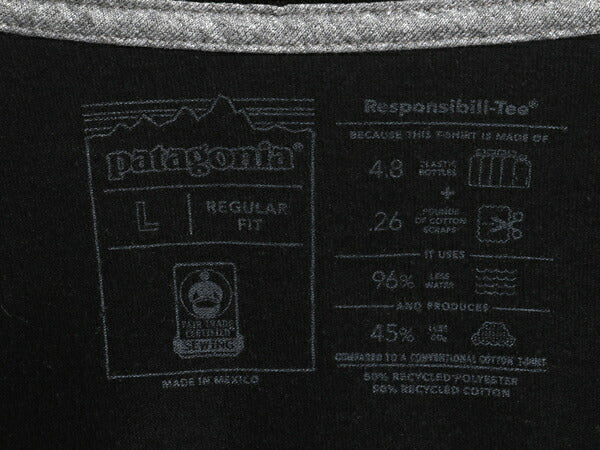 patagonia®
L
REGULAR
FIT
FAIR TRADE
CERTIFIED
SEWING
MADE IN MEXICO
Responsibili-Tee®
BECAUSE THIS T-SHIRT IS MADE OF
4.8 PLASTIC
BOTTLES
+
.26 POUNDS
OF COTTON
SCRAPS
IT USES
96% LESS
WATER
AND PRODUCES
45% LESS
CO₂
COMPARED TO A CONVENTIONAL COTTON T-SHIRT
50% RECYCLED POLYESTER
50% RECYCLED COTTON